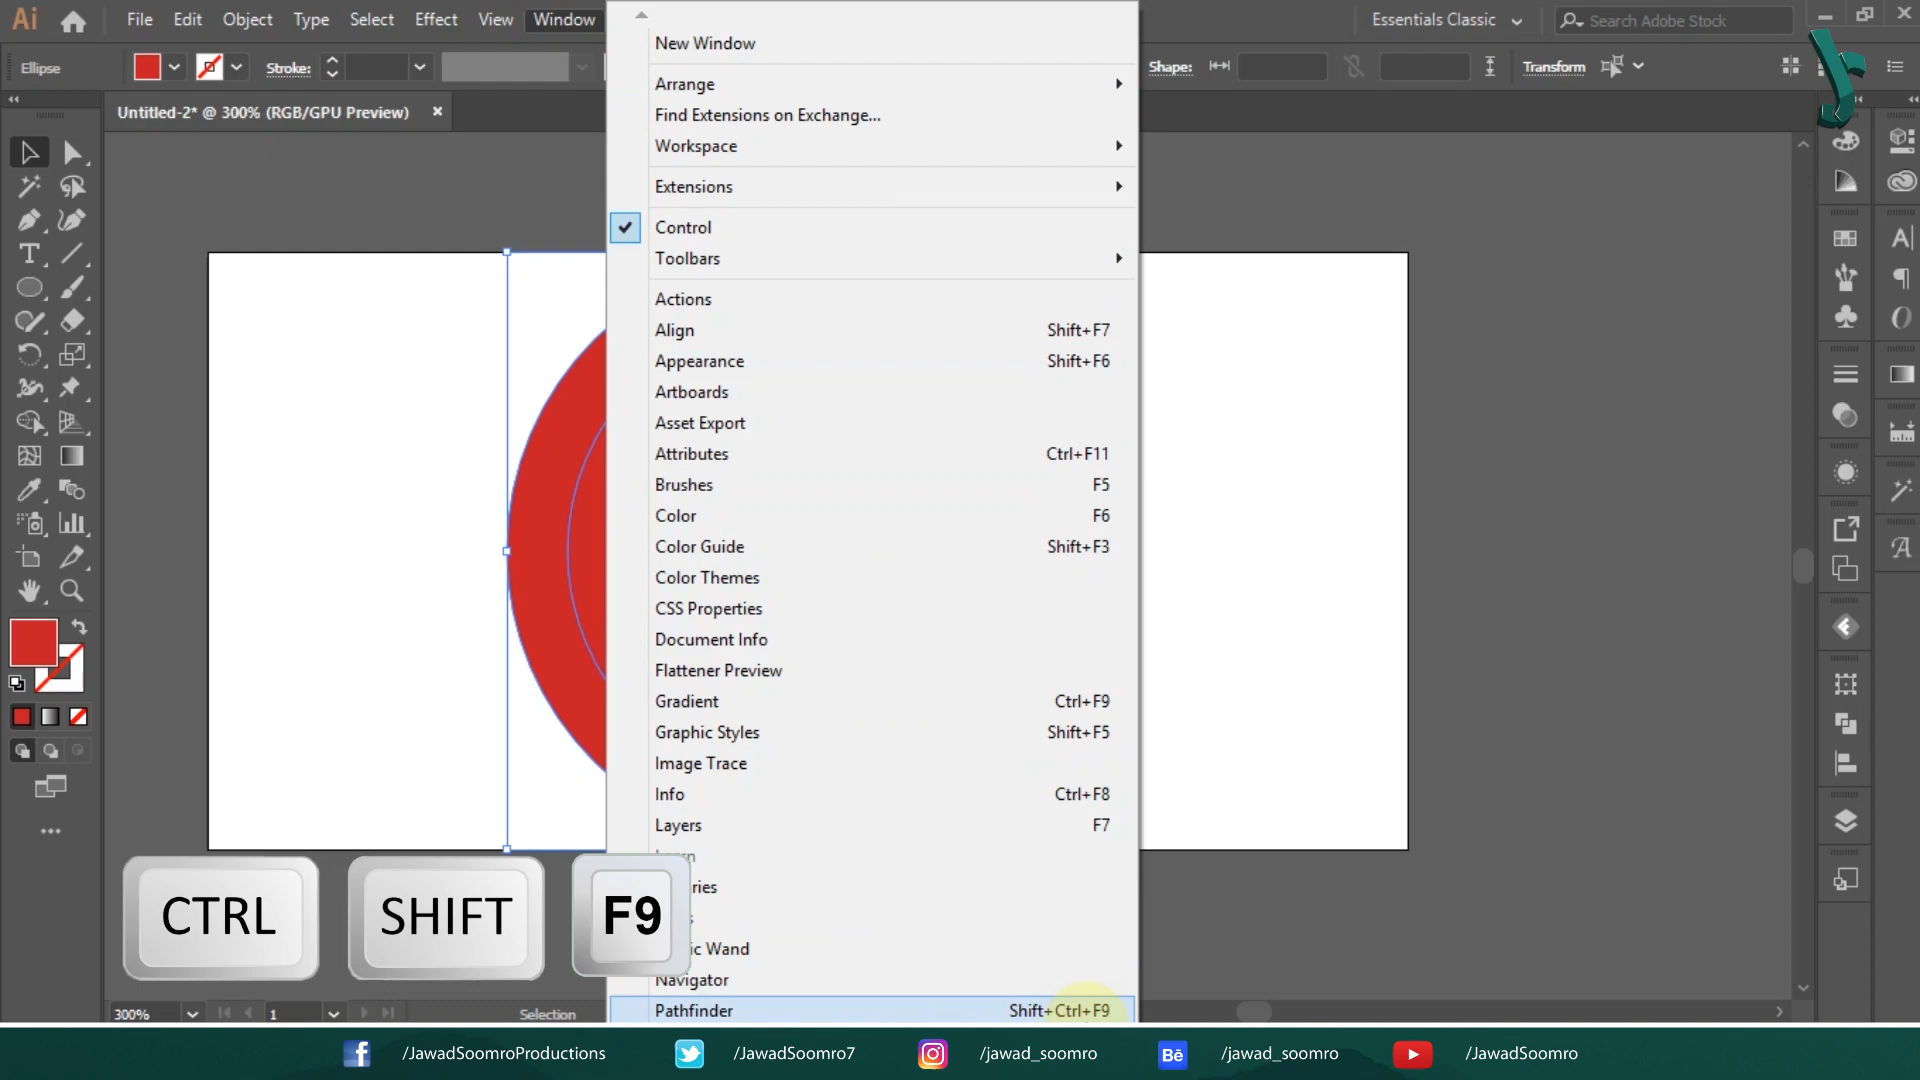 Ai File Edit Object Type Select Effect View Window Essentials Classic Search Adobe Stock
Ellipse Stroke: Shape: Transform
Untitled-2* @ 300% (RGB/GPU Preview) ×
New Window
Arrange
Find Extensions on Exchange...
Workspace
Extensions
Control
Toolbars
Actions
Align Shift+F7
Appearance Shift+F6
Artboards
Asset Export
Attributes Ctrl+F11
Brushes F5
Color F6
Color Guide Shift+F3
Color Themes
CSS Properties
Document Info
Flattener Preview
Gradient Ctrl+F9
Graphic Styles Shift+F5
Image Trace
Info Ctrl+F8
Layers F7
ries
ic Wand
Navigator
Pathfinder Shift+Ctrl+F9
CTRL SHIFT F9
300% 1 Selection
/JawadSoomroProductions /JawadSoomro7 /jawad_soomro Bē /jawad_soomro /JawadSoomro